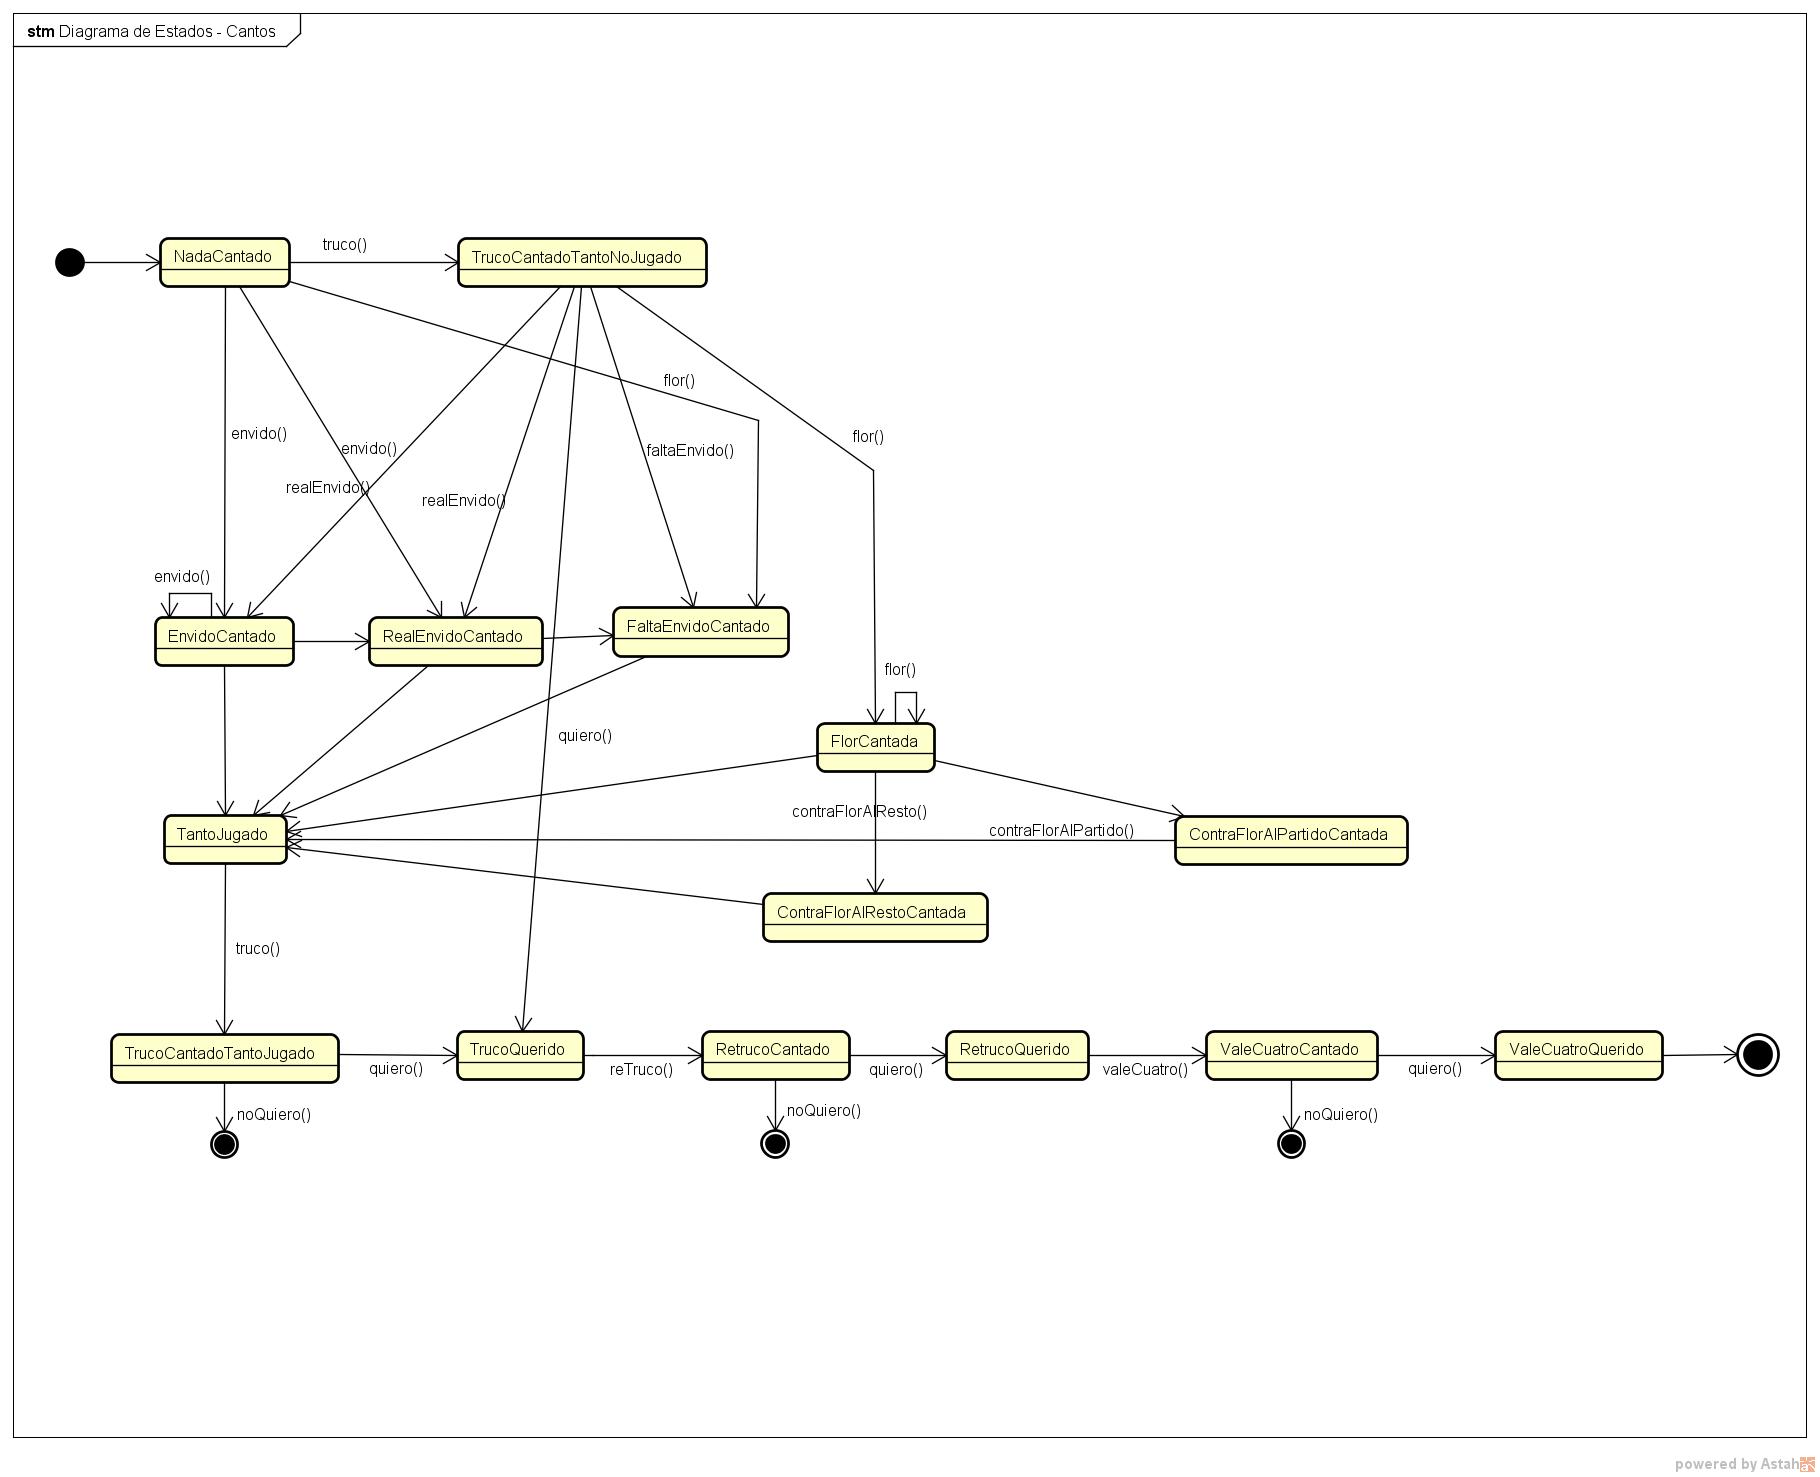 stm Diagrama de Estados - Cantos
truco()
NadaCantado
TrucoCantadoTantoNoJugado
flor()
envido()
envido()
faltaEnvido()
flor()
realEnvido()
realEnvido()
envido()
EnvidoCantado
RealEnvidoCantado
FaltaEnvidoCantado
flor()
quiero()
FlorCantada
contraFlorAlResto()
contraFlorAlPartido()
TantoJugado
ContraFlorAlPartidoCantada
ContraFlorAlRestoCantada
truco()
TrucoCantadoTantoJugado
TrucoQuerido
RetrucoCantado
RetrucoQuerido
ValeCuatroCantado
ValeCuatroQuerido
quiero()
reTruco()
quiero()
valeCuatro()
quiero()
noQuiero()
noQuiero()
noQuiero()
powered by Astah